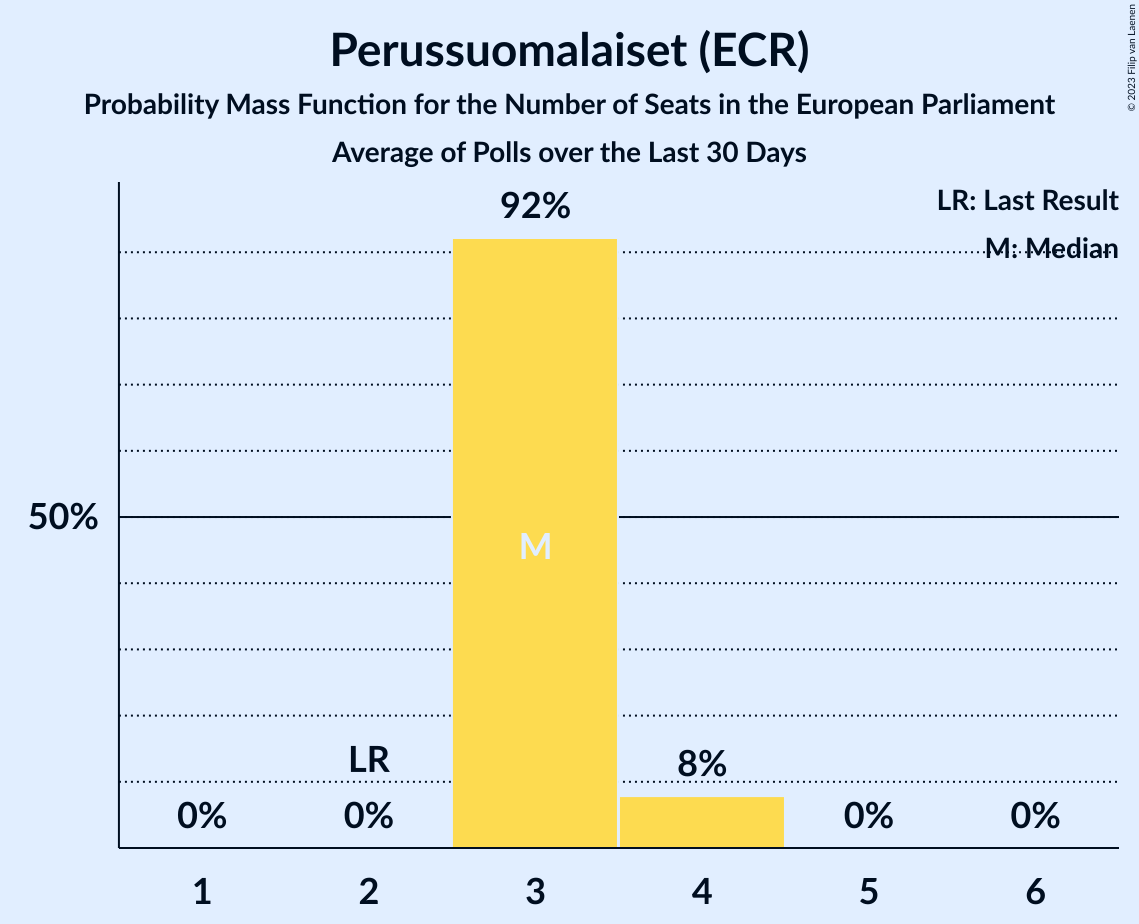 Perussuomalaiset (ECR)
Probability Mass Function for the Number of Seats in the European Parliament
Average of Polls over the Last 30 Days
© 2023 Filip van Laenen
LR: Last Result
M: Median
92%
50%
M
LR
8%
0%
0%
0%
0%
1
2
3
4
5
6